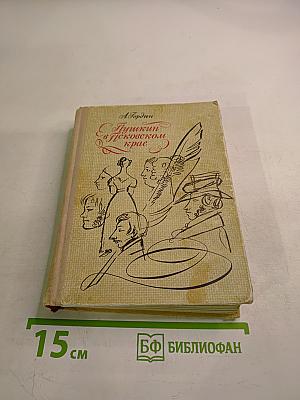 А. Гордин
Пушкин
в Псковском
крае
15 см
БФ БИБЛИОФАН